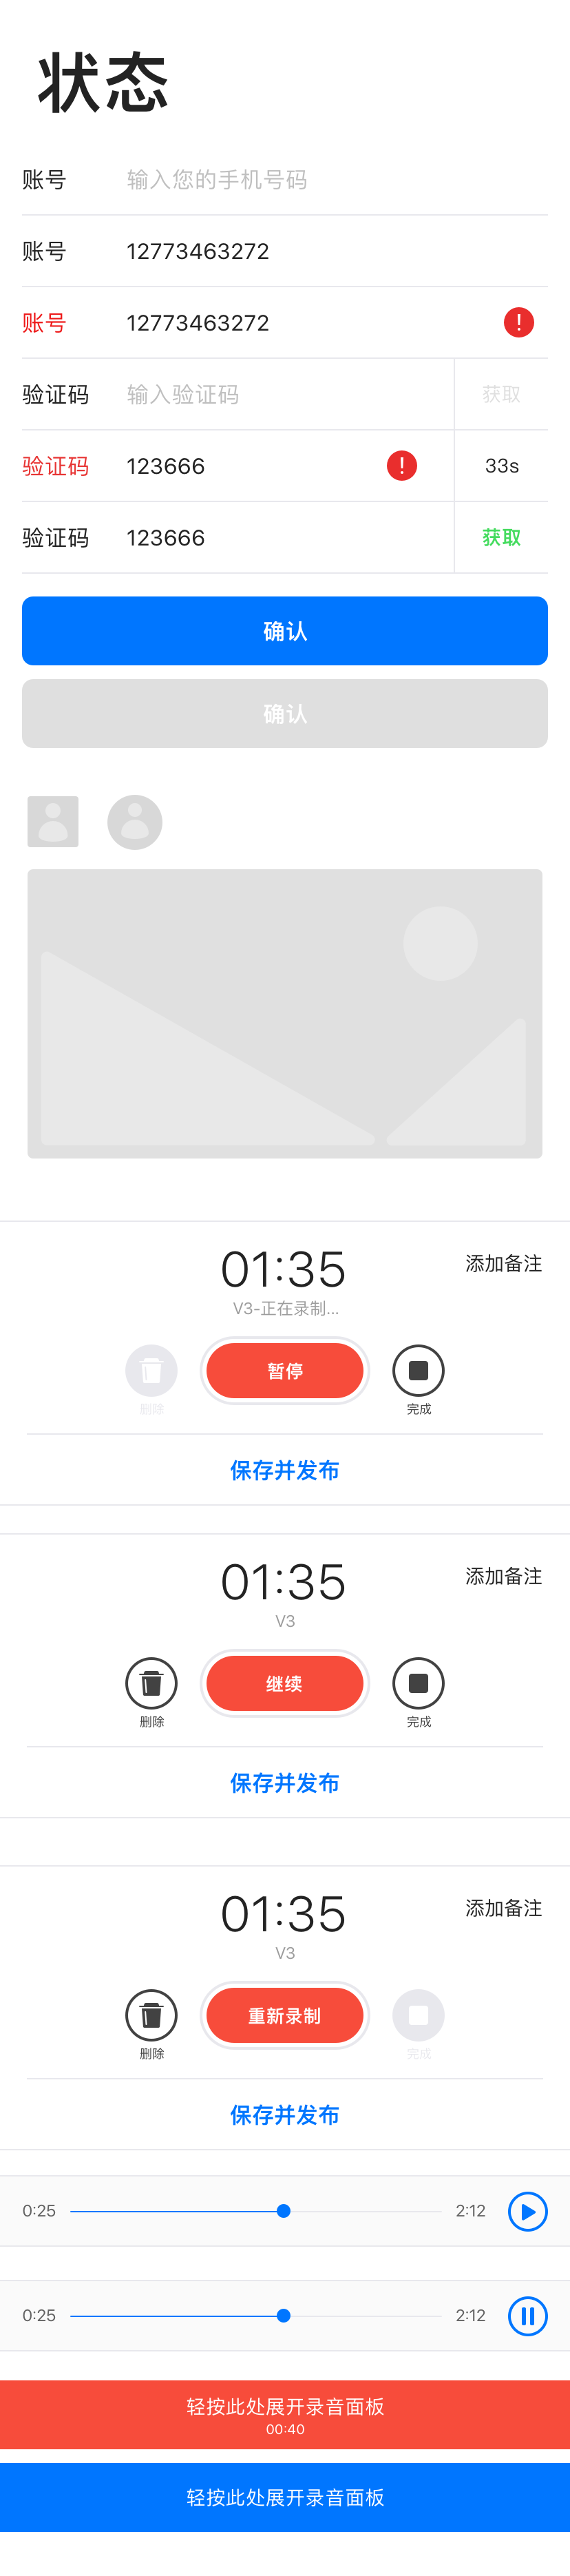 状态
账号 输入您的手机号码
账号 12773463272
账号 12773463272 !
验证码 输入验证码 获取
验证码 123666 ! 33s
验证码 123666 获取
确认
确认
01:35 添加备注
V3-正在录制...
暂停
删除 完成
保存并发布
01:35 添加备注
V3
继续
删除 完成
保存并发布
01:35 添加备注
V3
重新录制
删除 完成
保存并发布
0:25 2:12
0:25 2:12
轻按此处展开录音面板
00:40
轻按此处展开录音面板